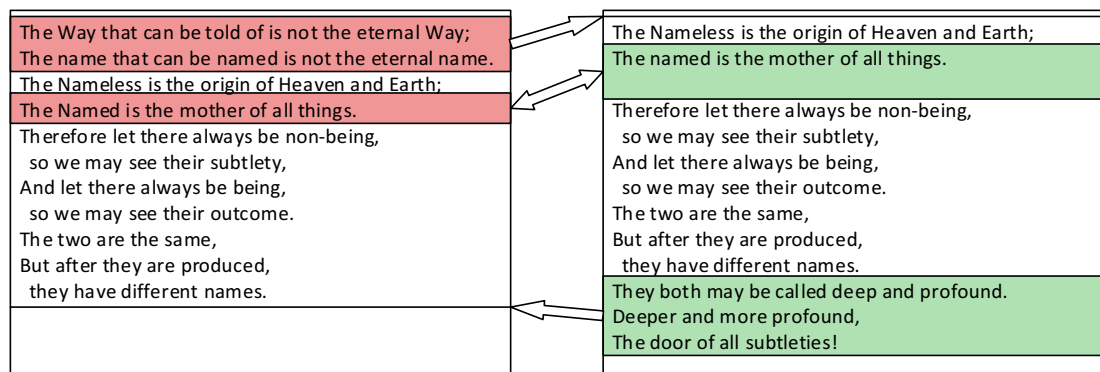 The Way that can be told of is not the eternal Way;
The name that can be named is not the eternal name.
The Nameless is the origin of Heaven and Earth;
The Named is the mother of all things.
Therefore let there always be non-being,
so we may see their subtlety,
And let there always be being,
so we may see their outcome.
The two are the same,
But after they are produced,
they have different names.
The Nameless is the origin of Heaven and Earth;
The named is the mother of all things.
Therefore let there always be non-being,
so we may see their subtlety,
And let there always be being,
so we may see their outcome.
The two are the same,
But after they are produced,
they have different names.
They both may be called deep and profound.
Deeper and more profound,
The door of all subtleties!